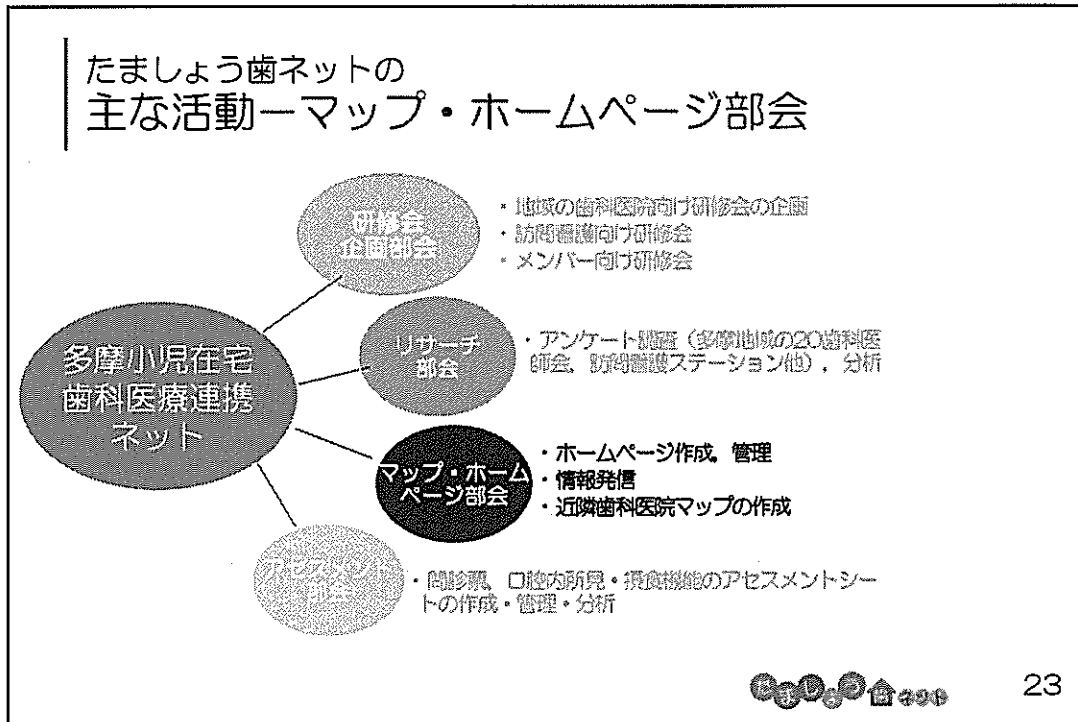 たましょう歯ネットの
主な活動ーマップ・ホームページ部会
研修会
企画部会
・地域の歯科医院向け研修会の企画
・訪問看護向け研修会
・メンバー向け研修会
多摩小児在宅
歯科医療連携
ネット
リサーチ
部会
・アンケート調査（多摩地域の20歯科医
師会，訪問看護ステーション他），分析
マップ・ホーム
ページ部会
・ホームページ作成，管理
・情報発信
・近隣歯科医院マップの作成
アセスメント
部会
・問診票，口腔内所見・摂食機能のアセスメントシー
トの作成・管理・分析
たましょう歯ネット
23